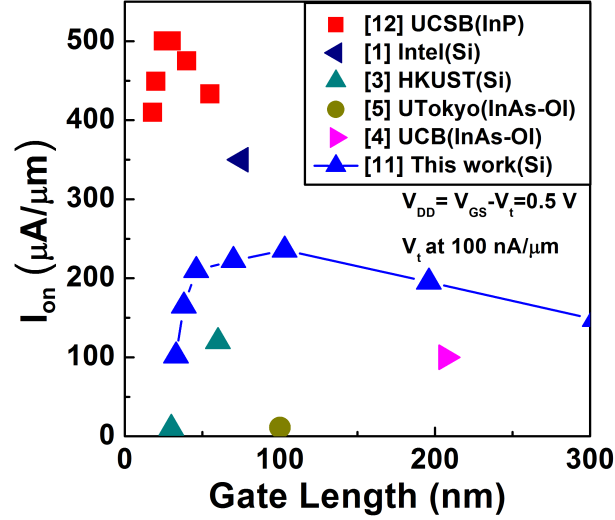 [12] UCSB(InP)
[1] Intel(Si)
[3] HKUST(Si)
[5] UTokyo(InAs-OI)
[4] UCB(InAs-OI)
[11] This work(Si)
V_DD= V_GS-V_t=0.5 V
V_t at 100 nA/μm
I_on (μA/μm)
500
400
300
200
100
0
0 100 200 300
Gate Length (nm)